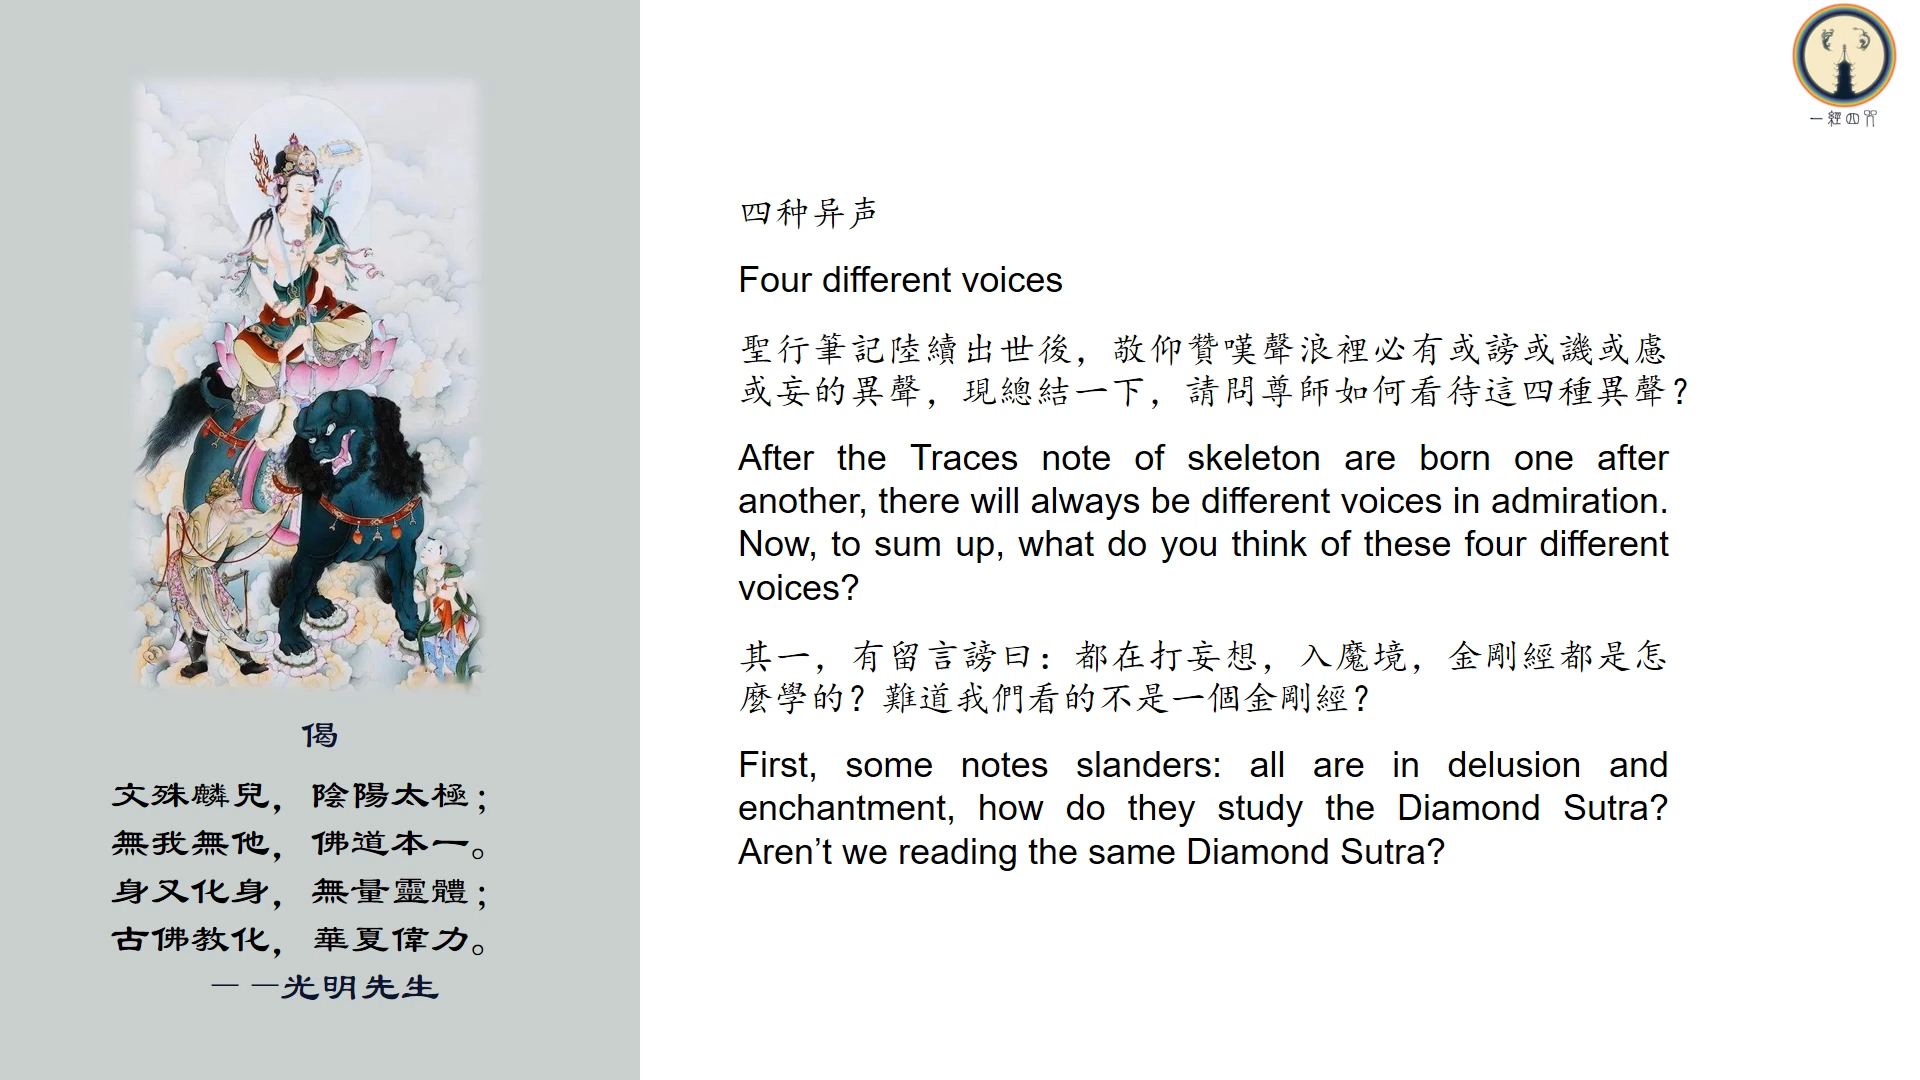 偈
文殊麟兒，陰陽太極；
無我無他，佛道本一。
身又化身，無量靈體；
古佛教化，華夏偉力。
— —光明先生
一經四咒
四种异声
Four different voices
聖行筆記陸續出世後，敬仰贊嘆聲浪裡必有或謗或譏或慮
或妄的異聲，現總結一下，請問尊師如何看待這四種異聲？
After the Traces note of skeleton are born one after
another, there will always be different voices in admiration.
Now, to sum up, what do you think of these four different
voices?
其一，有留言謗曰：都在打妄想，入魔境，金剛經都是怎
麼學的？難道我們看的不是一個金剛經？
First, some notes slanders: all are in delusion and
enchantment, how do they study the Diamond Sutra?
Aren’t we reading the same Diamond Sutra?